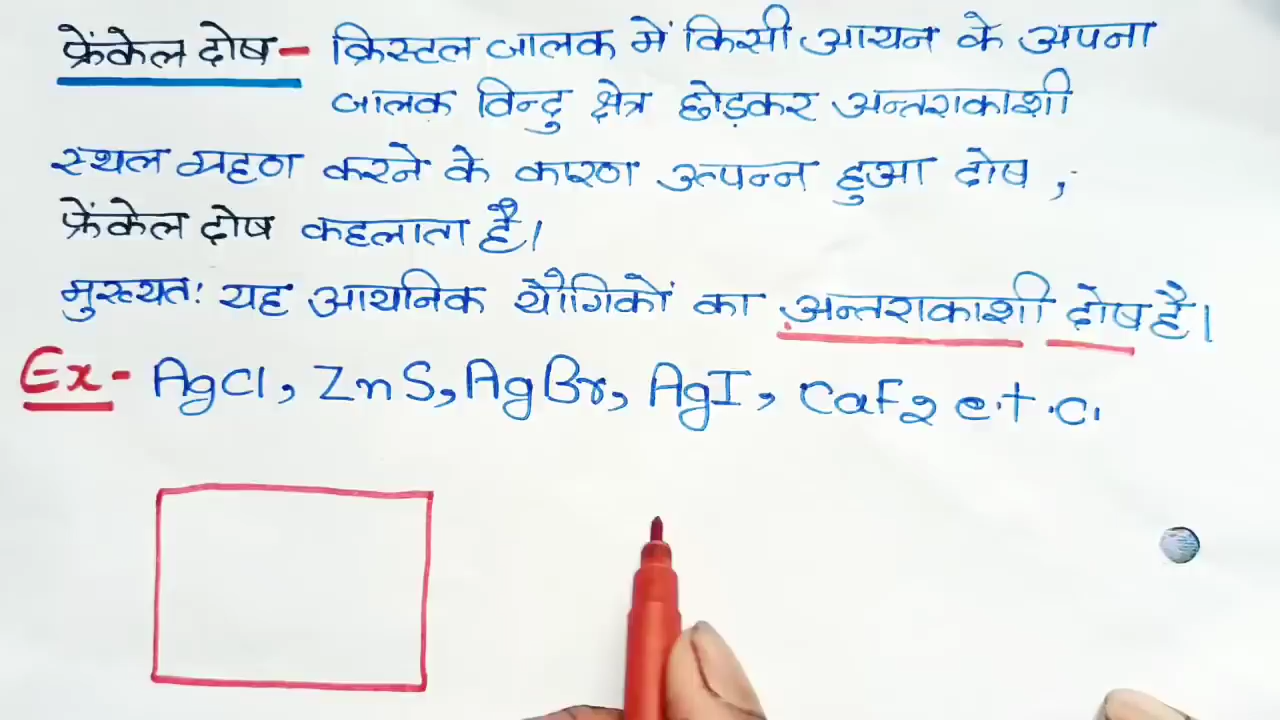 फ्रेंकेल दोष - क्रिस्टल जालक में किसी आयन के अपना
जालक विन्दु क्षेत्र छोड़कर अन्तराकाशी
स्थल ग्रहण करने के कारण उत्पन्न हुआ दोष ,
फ्रेंकेल दोष कहलाता है।
मुख्यतः यह आयनिक यौगिकों का अन्तराकाशी दोष है।
Ex - AgCl, ZnS, AgBr, AgI, CaF2 e.t.c.